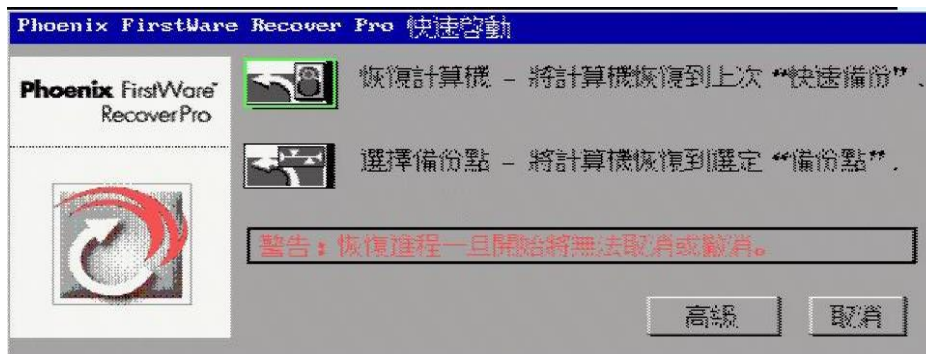 Phoenix FirstWare Recover Pro 快速啓動
Phoenix FirstWare™
RecoverPro
恢復計算機 - 將計算機恢復到上次 “快速備份” .
選擇備份點 - 將計算機恢復到選定 “備份點” .
警告：恢復進程一旦開始將無法取消或撤消。
高級
取消